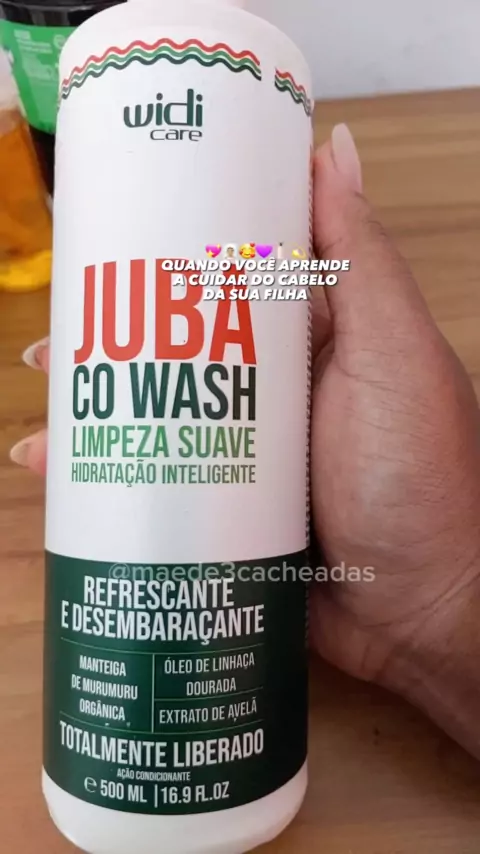 widi
care
QUANDO VOCÊ APRENDE
A CUIDAR DO CABELO
DA SUA FILHA
JUBA
CO WASH
LIMPEZA SUAVE
HIDRATAÇÃO INTELIGENTE
@maede3cacheadas
REFRESCANTE
E DESEMBARAÇANTE
MANTEIGA
DE MURUMURU
ORGÂNICA
ÓLEO DE LINHAÇA
DOURADA
EXTRATO DE AVELÃ
TOTALMENTE LIBERADO
AÇÃO CONDICIONANTE
℮ 500 ML | 16.9 FL.OZ